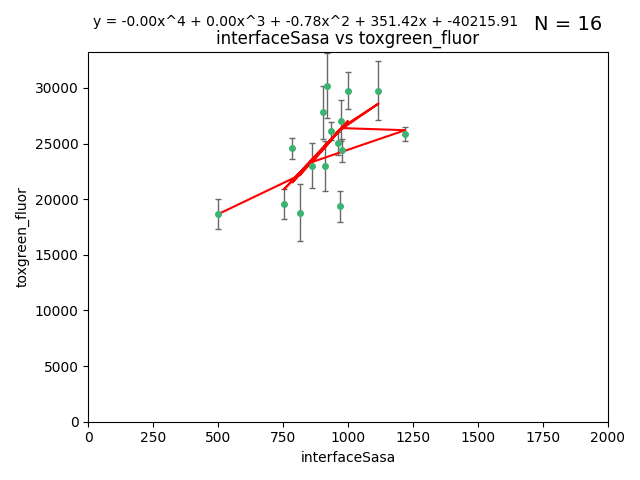 y = -0.00x^4 + 0.00x^3 + -0.78x^2 + 351.42x + -40215.91
N = 16
interfaceSasa vs toxgreen_fluor
toxgreen_fluor
30000
25000
20000
15000
10000
5000
0
0 250 500 750 1000 1250 1500 1750 2000
interfaceSasa